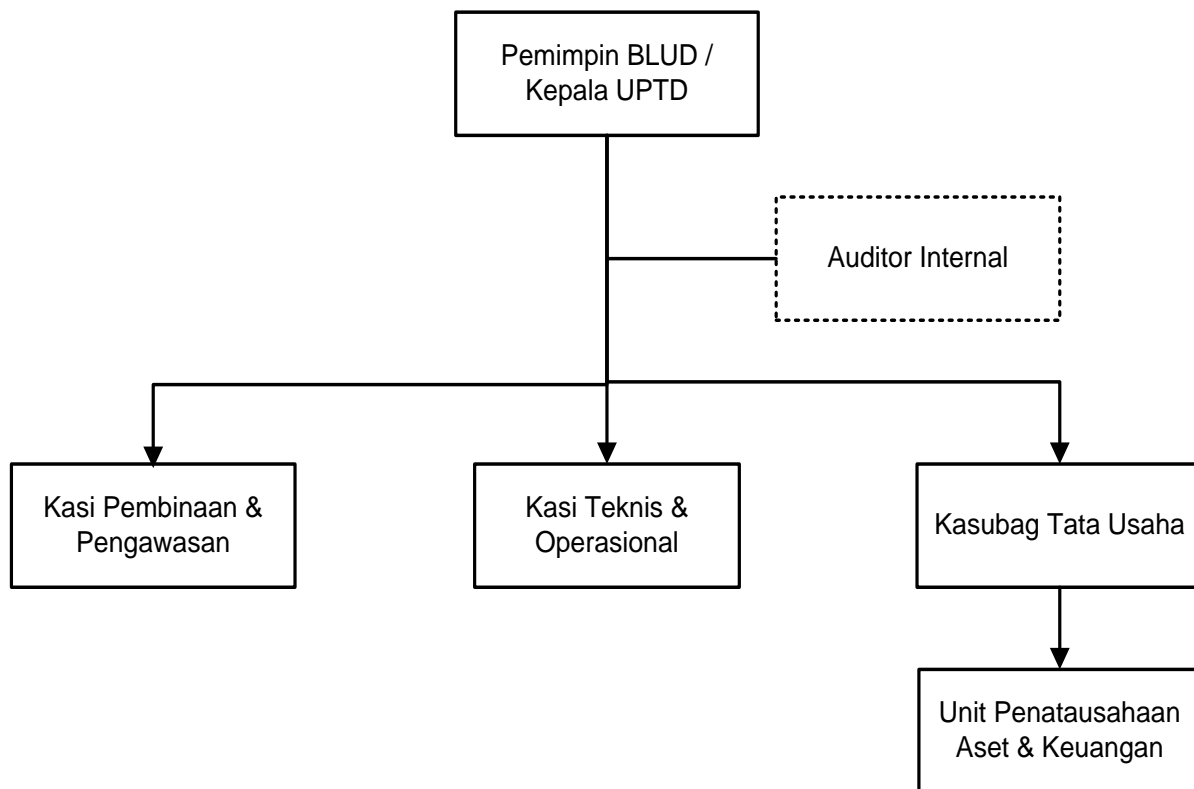 Pemimpin BLUD /
Kepala UPTD
Auditor Internal
Kasi Pembinaan &
Pengawasan
Kasi Teknis &
Operasional
Kasubag Tata Usaha
Unit Penatausahaan
Aset & Keuangan